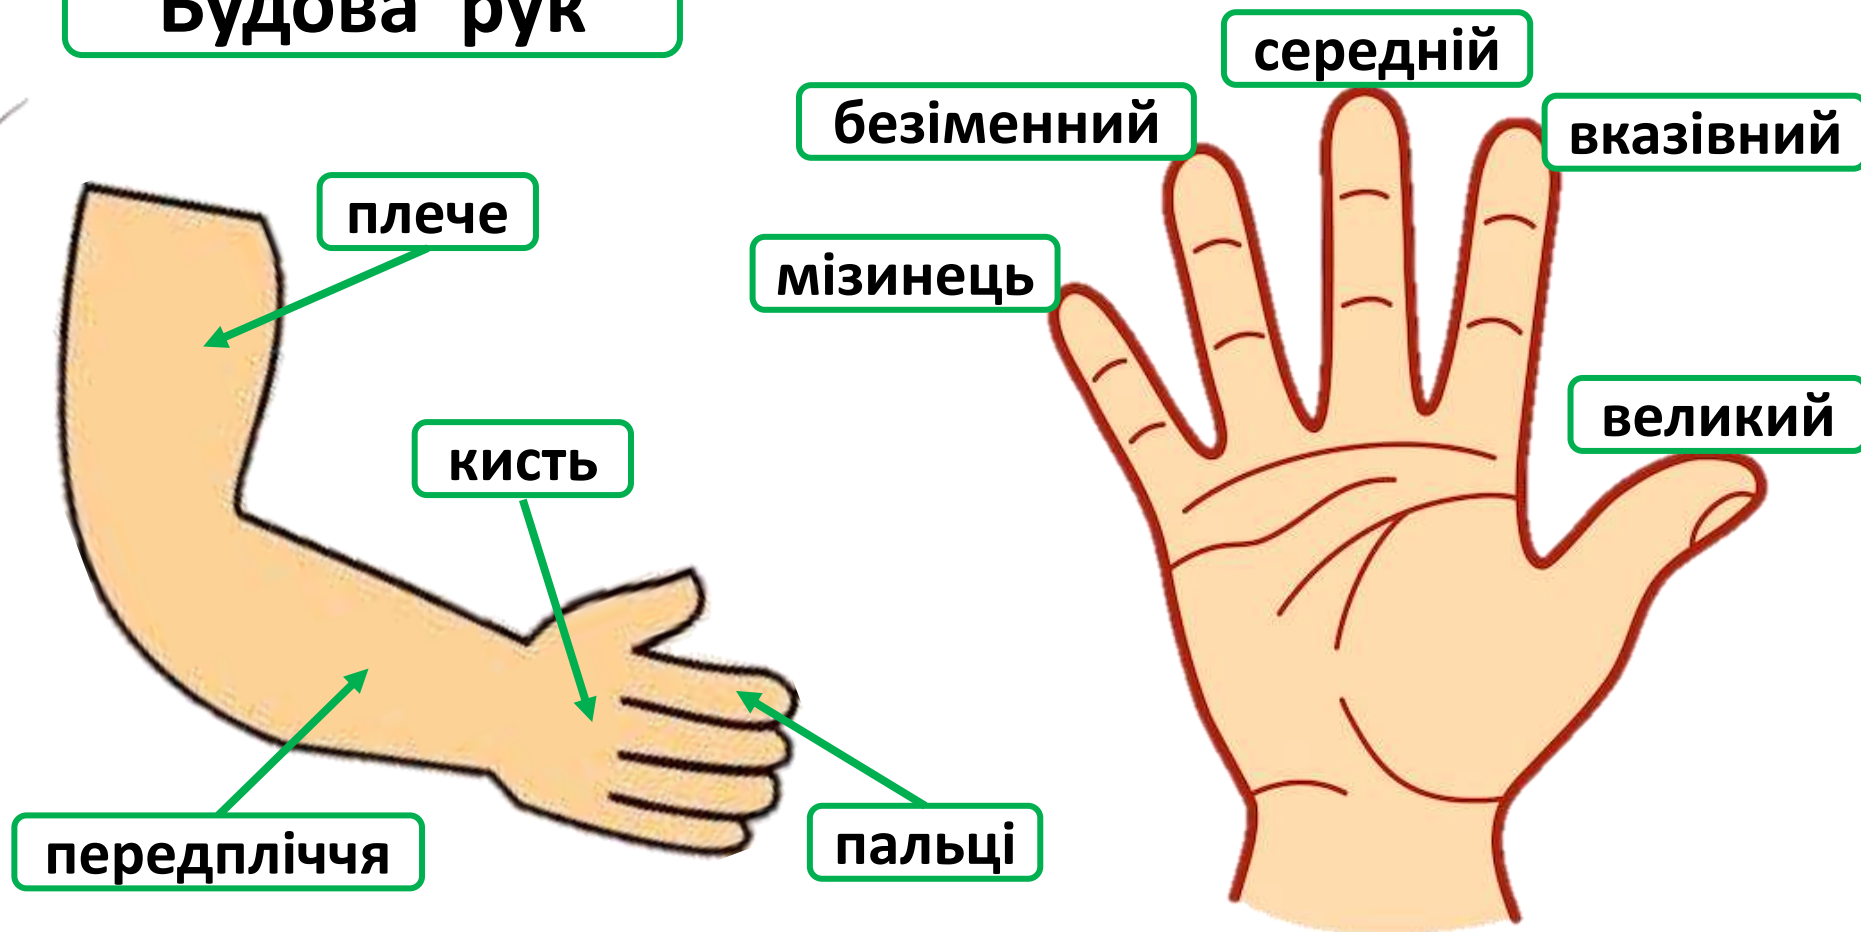 Будова рук
плече
кисть
передпліччя
пальці
середній
безіменний
вказівний
мізинець
великий